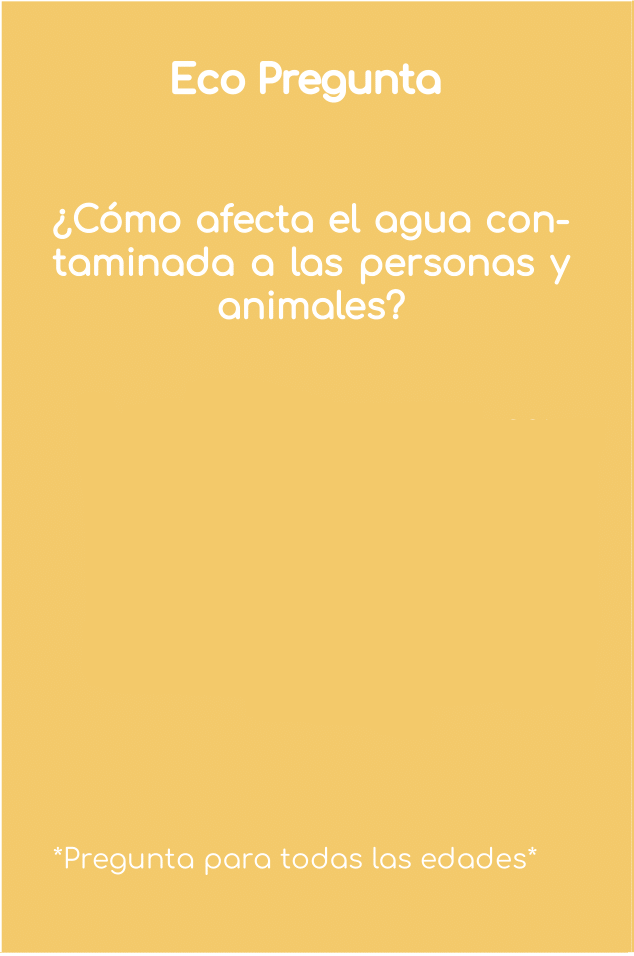 Eco Pregunta
¿Cómo afecta el agua con-
taminada a las personas y
animales?
*Pregunta para todas las edades*